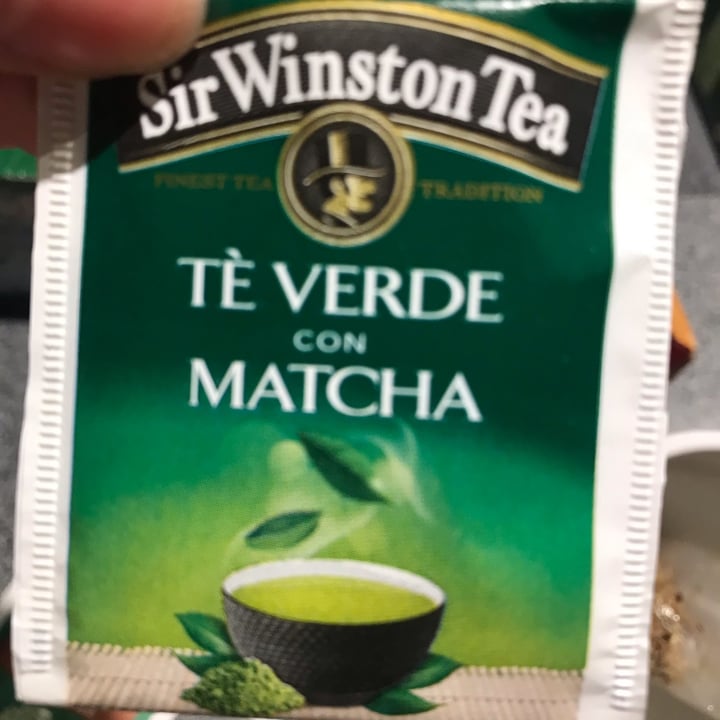 Sir Winston Tea
FINEST TEA TRADITION
TÈ VERDE
CON
MATCHA